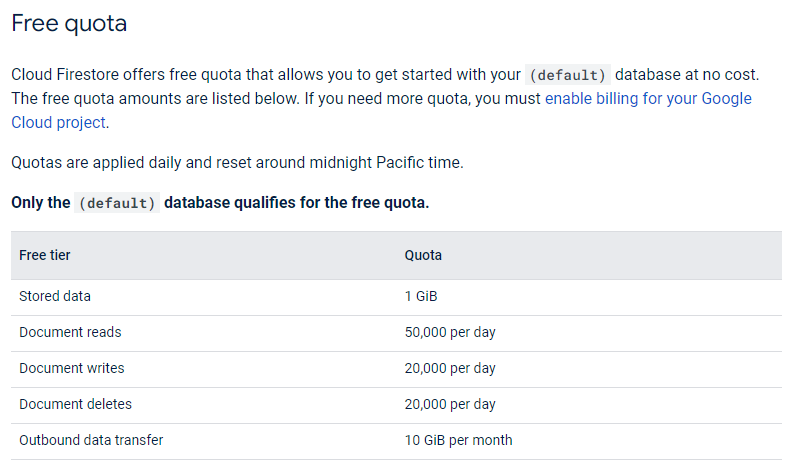 Free quota
Cloud Firestore offers free quota that allows you to get started with your (default) database at no cost.
The free quota amounts are listed below. If you need more quota, you must enable billing for your Google
Cloud project.
Quotas are applied daily and reset around midnight Pacific time.
Only the (default) database qualifies for the free quota.
Free tier Quota
Stored data 1 GiB
Document reads 50,000 per day
Document writes 20,000 per day
Document deletes 20,000 per day
Outbound data transfer 10 GiB per month